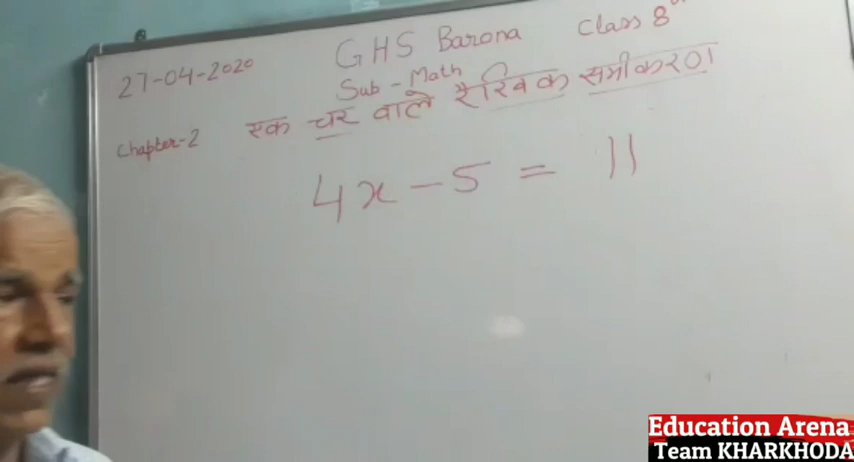 27-04-2020 GHS Barona Class 8th
Sub - Math
Chapter-2 एक चर वाले रैखिक समीकरण
4x - 5 = 11
Education Arena
Team KHARKHODA